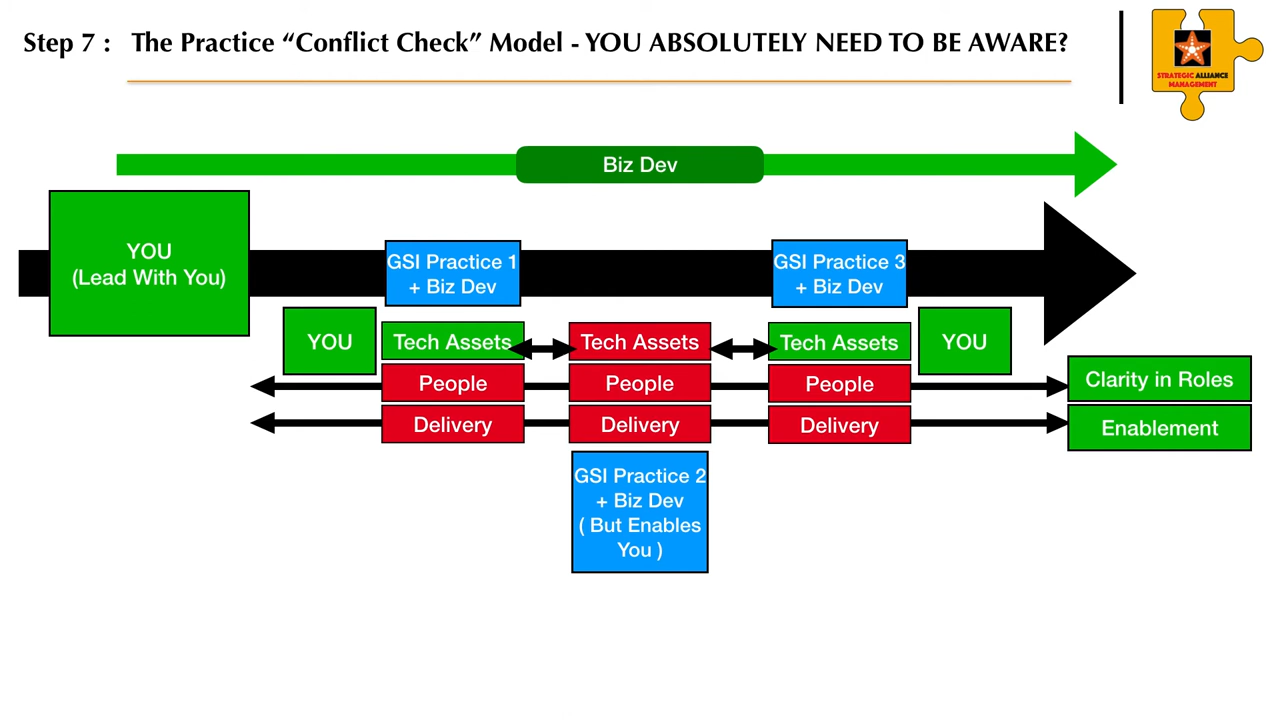 Step 7 :   The Practice “Conflict Check” Model - YOU ABSOLUTELY NEED TO BE AWARE?
STRATEGIC ALLIANCE
MANAGEMENT
Biz Dev
YOU
(Lead With You)
GSI Practice 1
+ Biz Dev
GSI Practice 3
+ Biz Dev
YOU
Tech Assets
Tech Assets
Tech Assets
YOU
People
People
People
Clarity in Roles
Delivery
Delivery
Delivery
Enablement
GSI Practice 2
+ Biz Dev
( But Enables
You )